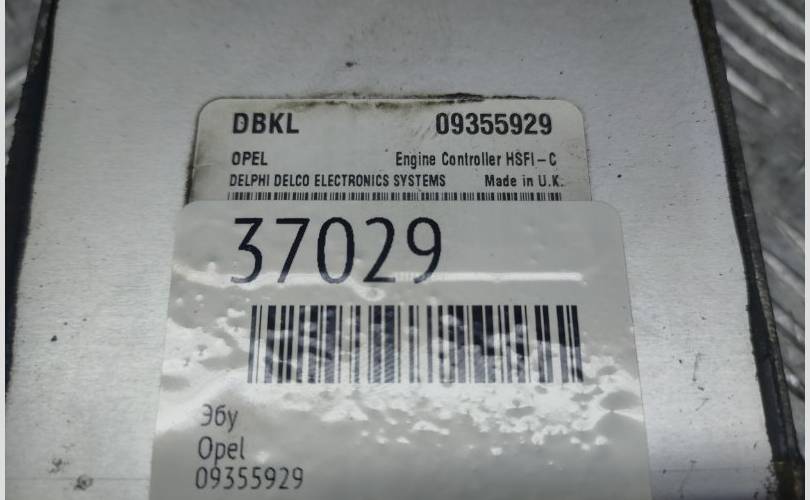 DBKL 09355929
OPEL Engine Controller HSFI-C
DELPHI DELCO ELECTRONICS SYSTEMS Made in U.K.
37029
Эбу
Opel
09355929